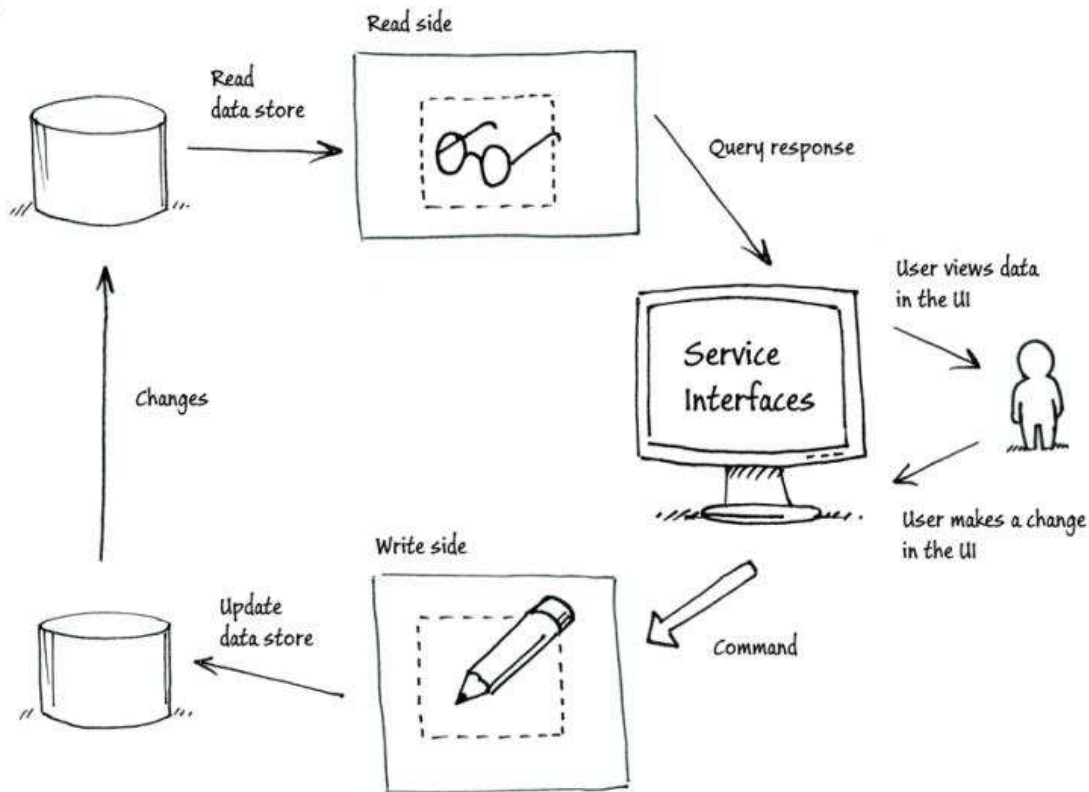 Read side
Read
data store
Query response
User views data
in the UI
Service
Interfaces
Changes
User makes a change
in the UI
Write side
Update
data store
Command